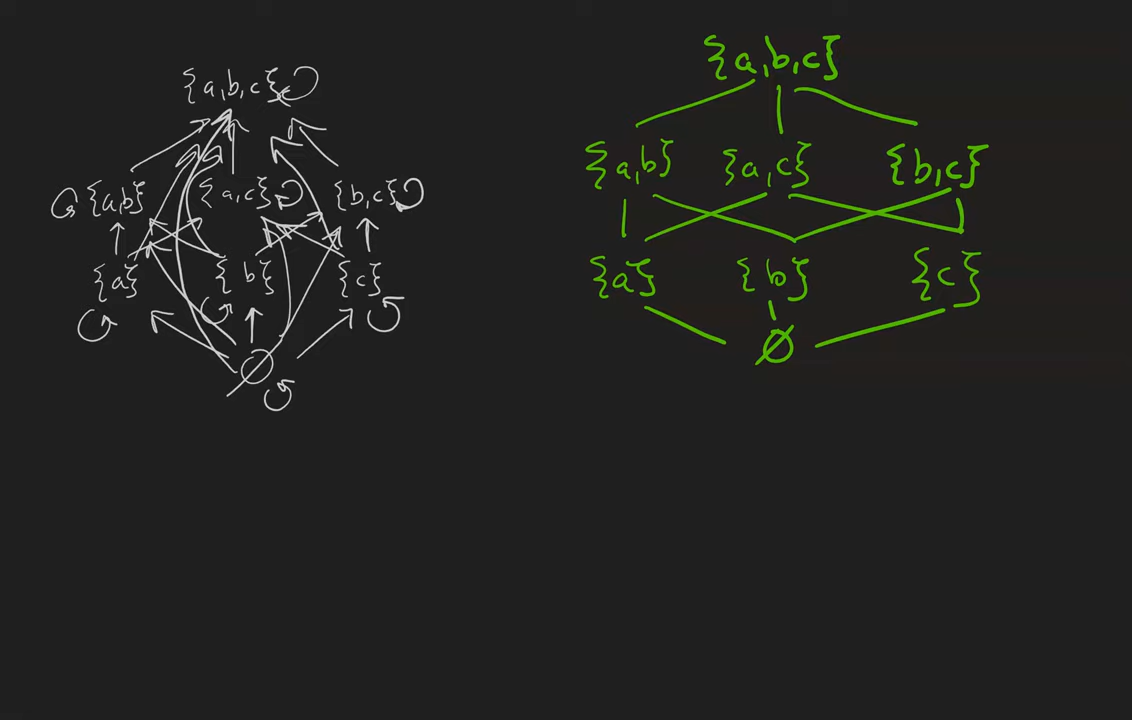 {a,b,c}
{a,b} {a,c} {b,c}
{a} {b} {c}
∅
{a,b,c}
{a,b} {a,c} {b,c}
{a} {b} {c}
∅